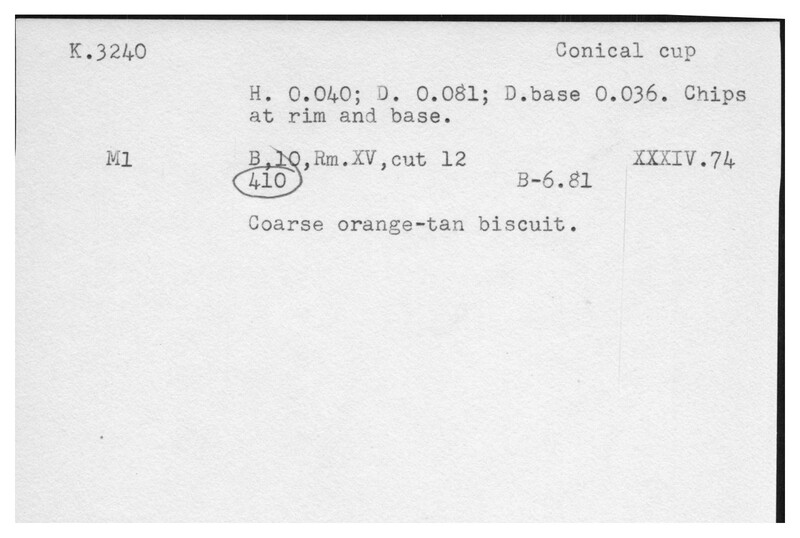 K.3240 Conical cup
H. 0.040; D. 0.081; D.base 0.036. Chips
at rim and base.
M1 B,10,Rm.XV,cut 12 XXXIV.74
410 B-6.81
Coarse orange-tan biscuit.